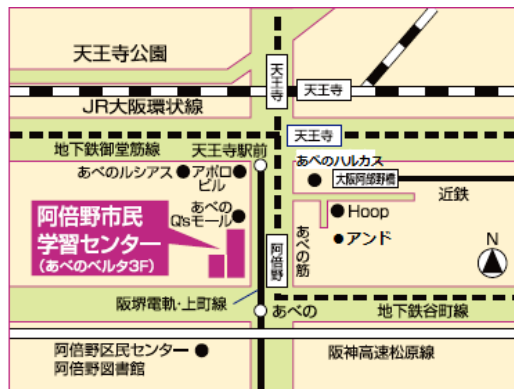 天王寺公園
天王寺
天王寺
JR大阪環状線
天王寺
地下鉄御堂筋線
天王寺駅前
あべのハルカス
あべのルシアス
アポロ
ビル
大阪阿部野橋
近鉄
あべの
Q'sモール
Hoop
阿倍野市民
学習センター
(あべのベルタ3F)
阿倍野
あべの筋
アンド
N
阪堺電軌・上町線
あべの
地下鉄谷町線
阿倍野区民センター
阿倍野図書館
阪神高速松原線